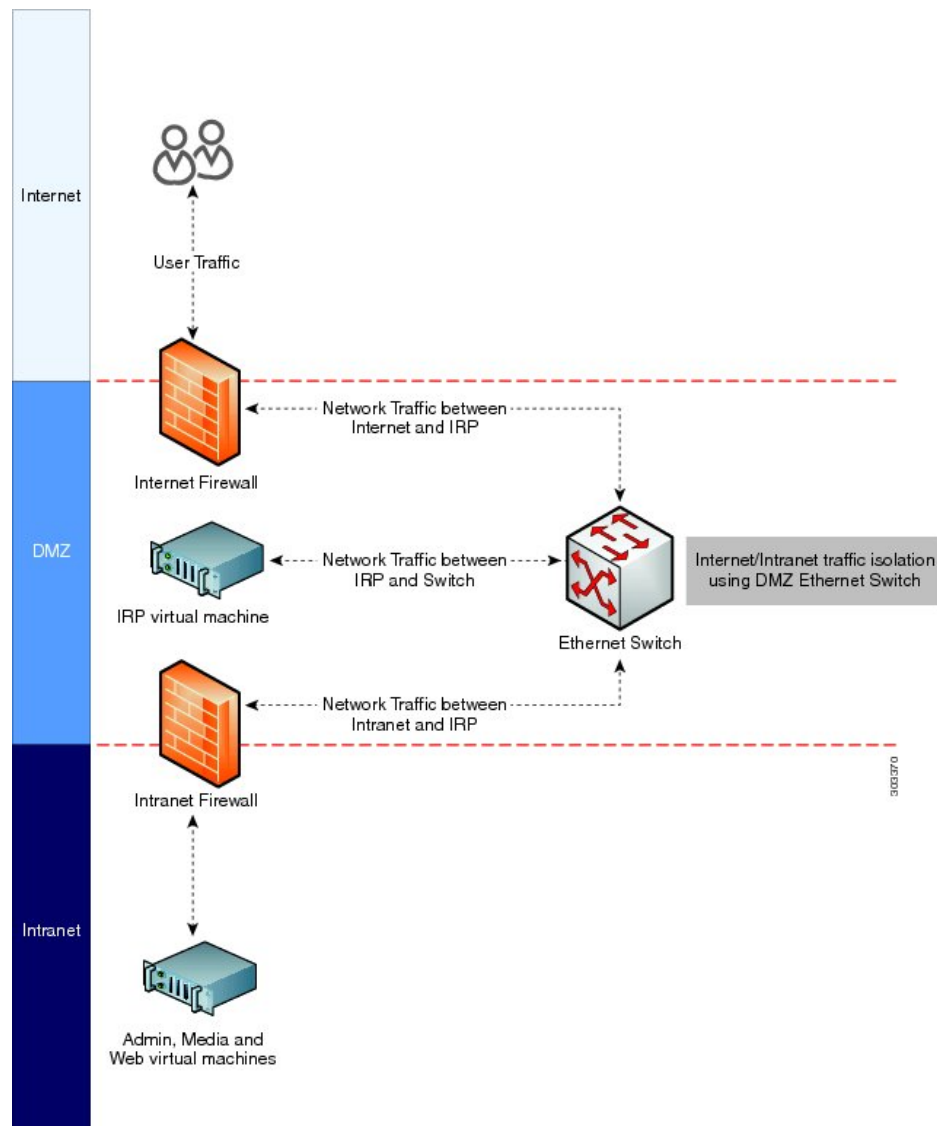 Internet
User Traffic
Network Traffic between
Internet and IRP
Internet Firewall
DMZ
Network Traffic between
IRP and Switch
Internet/Intranet traffic isolation
using DMZ Ethernet Switch
IRP virtual machine
Ethernet Switch
Network Traffic between
Intranet and IRP
303370
Intranet Firewall
Intranet
Admin, Media and
Web virtual machines